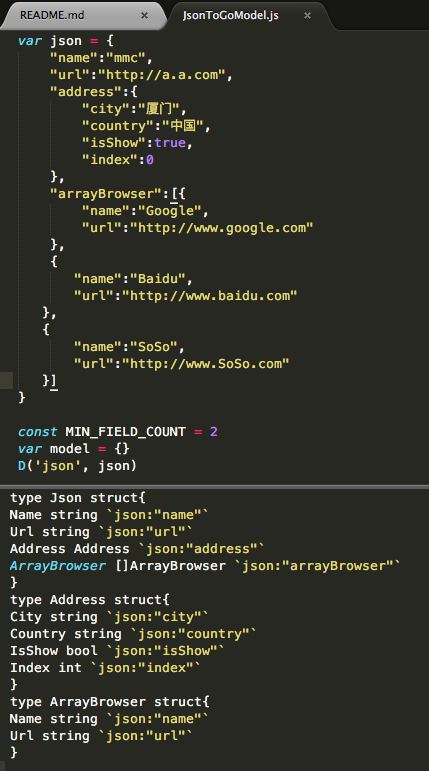 README.md × JsonToGoModel.js ×
var json = {
    "name":"mmc",
    "url":"http://a.a.com",
    "address":{
        "city":"厦门",
        "country":"中国",
        "isShow":true,
        "index":0
    },
    "arrayBrowser":[{
        "name":"Google",
        "url":"http://www.google.com"
    },
    {
       "name":"Baidu",
       "url":"http://www.baidu.com"
   },
   {
       "name":"SoSo",
       "url":"http://www.SoSo.com"
   }]
}
const MIN_FIELD_COUNT = 2
var model = {}
D('json', json)
type Json struct{
Name string `json:"name"`
Url string `json:"url"`
Address Address `json:"address"`
ArrayBrowser []ArrayBrowser `json:"arrayBrowser"`
}
type Address struct{
City string `json:"city"`
Country string `json:"country"`
IsShow bool `json:"isShow"`
Index int `json:"index"`
}
type ArrayBrowser struct{
Name string `json:"name"`
Url string `json:"url"`
}